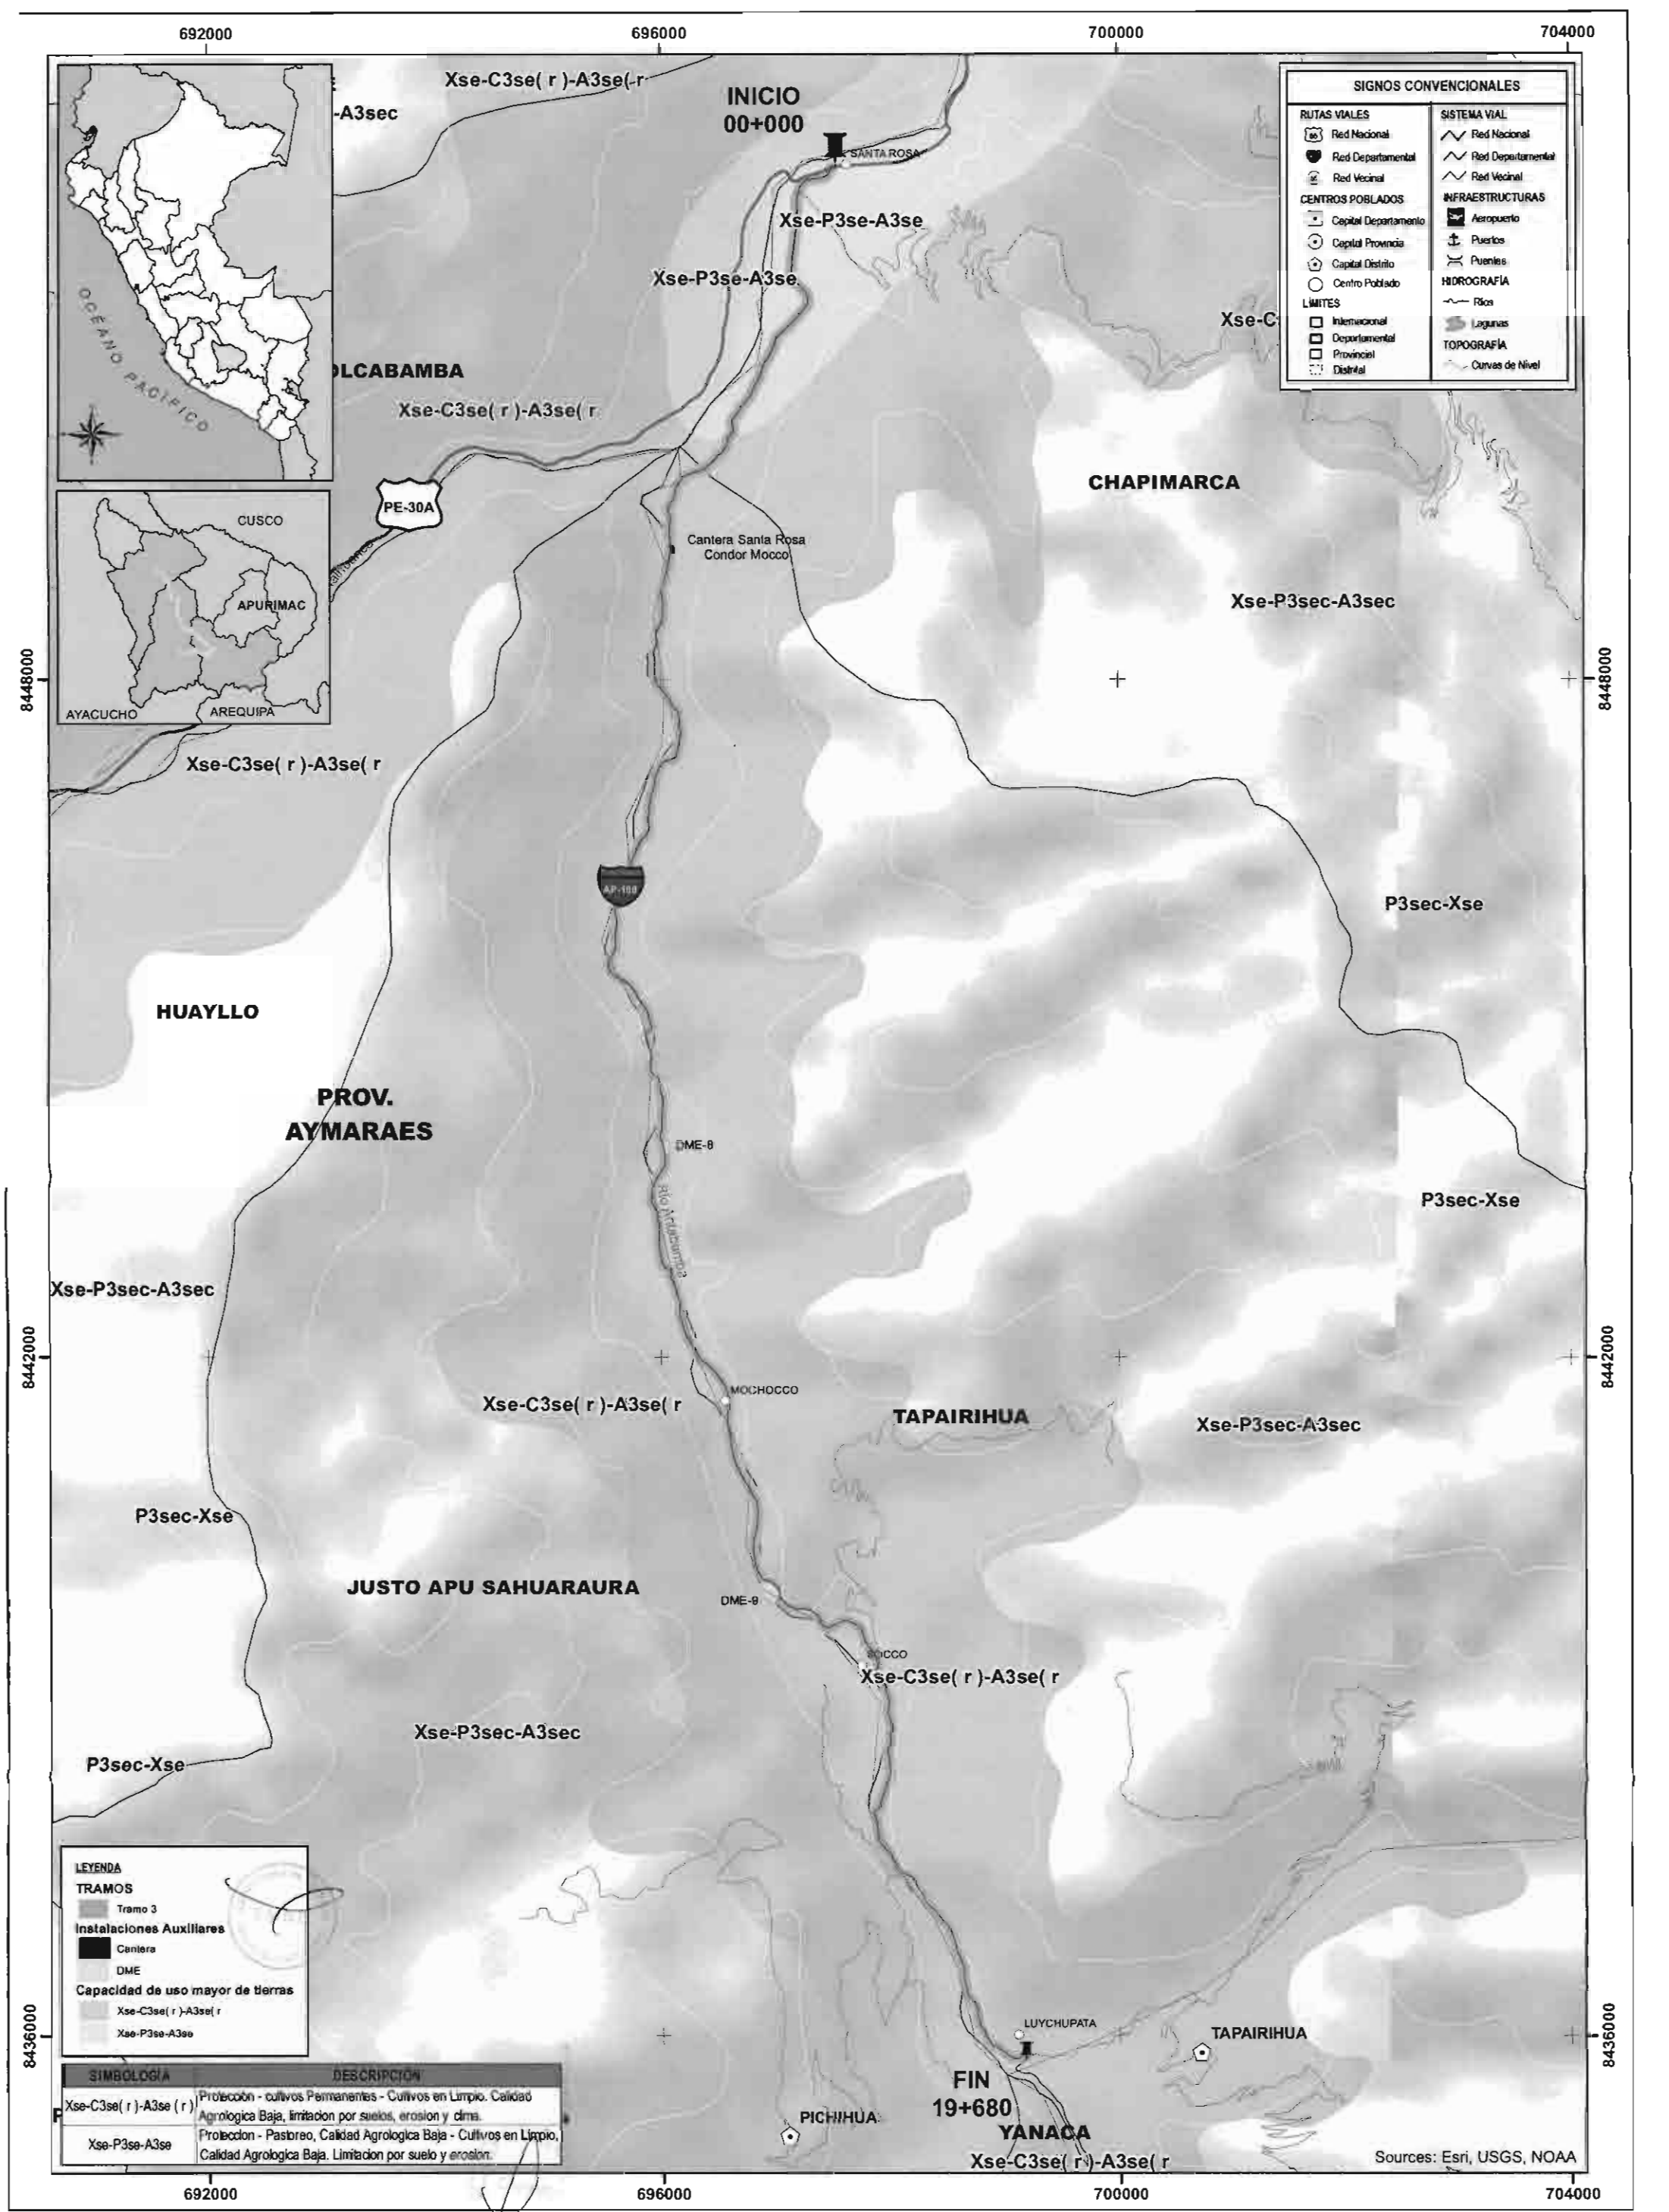 692000
696000
700000
704000
Xse-C3se( r )-A3se( r
-A3sec
INICIO
00+000
SANTA ROSA
Xse-P3se-A3se
Xse-P3se-A3se
Xse-C
OLCABAMBA
Xse-C3se( r )-A3se( r
OCÉANO PACÍFICO
SIGNOS CONVENCIONALES
RUTAS VIALES
Red Nacional
Red Departamental
Red Vecinal
CENTROS POBLADOS
Capital Departamento
Capital Provincia
Capital Distrito
Centro Poblado
LÍMITES
Internacional
Departamental
Provincial
Distrital
SISTEMA VIAL
Red Nacional
Red Departamental
Red Vecinal
INFRAESTRUCTURAS
Aeropuerto
Puertos
Puentes
HIDROGRAFÍA
Ríos
Lagunas
TOPOGRAFÍA
Curvas de Nivel
PE-30A
CHAPIMARCA
CUSCO
APURIMAC
AYACUCHO
AREQUIPA
Cantera Santa Rosa
Condor Mocco
Xse-P3sec-A3sec
8448000
8448000
Xse-C3se( r )-A3se( r
P3sec-Xse
HUAYLLO
PROV.
AYMARAES
DME-8
Río Antabamba
P3sec-Xse
Xse-P3sec-A3sec
8442000
8442000
MOCHOCCO
Xse-C3se( r )-A3se( r
TAPAIRIHUA
Xse-P3sec-A3sec
P3sec-Xse
JUSTO APU SAHUARAURA
DME-9
SOCCO
Xse-C3se( r )-A3se( r
Xse-P3sec-A3sec
P3sec-Xse
LEYENDA
TRAMOS
Tramo 3
Instalaciones Auxiliares
Cantera
DME
Capacidad de uso mayor de tierras
Xse-C3se( r )-A3se( r
Xse-P3se-A3se
8436000
8436000
LUYCHUPATA
TAPAIRIHUA
FIN
19+680
PICHIHUA
YANACA
Xse-C3se( r )-A3se( r
SIMBOLOGÍA DESCRIPCIÓN
Xse-C3se( r )-A3se ( r ) Protección - cultivos Permanentes - Cultivos en Limpio. Calidad
Agrologica Baja, limitacion por suelos, erosion y clima.
Xse-P3se-A3se Proteccion - Pastoreo, Calidad Agrologica Baja - Cultivos en Limpio,
Calidad Agrologica Baja. Limitacion por suelo y erosion.
Sources: Esri, USGS, NOAA
692000
696000
700000
704000